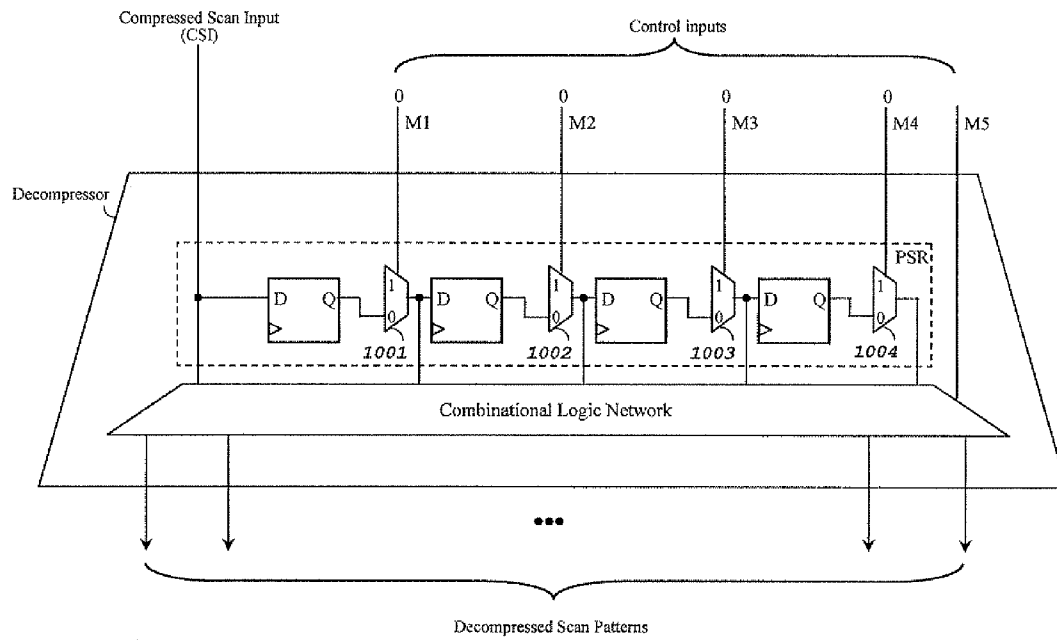 Compressed Scan Input
(CSI)
Control inputs
0 0 0 0
M1 M2 M3 M4 M5
Decompressor
PSR
D Q 1 0 D Q 1 0 D Q 1 0 D Q 1 0
1001 1002 1003 1004
Combinational Logic Network
•••
Decompressed Scan Patterns